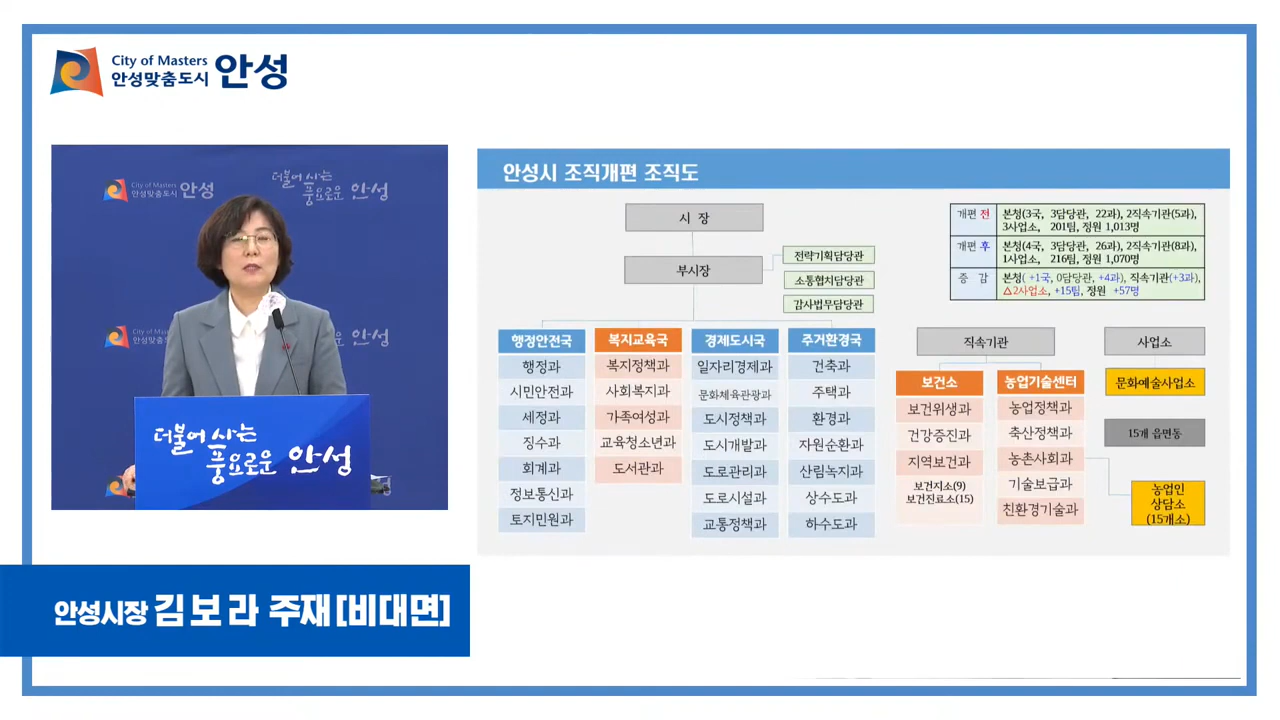 City of Masters
안성맞춤도시 안성
City of Masters
안성맞춤도시 안성
더불어 사는
풍요로운 안성
City of Mast
안성맞춤도
안성
더불어 사는
풍요로운 안성
안성시장 김보라 주재[비대면]
안성시 조직개편 조직도
시 장
부시장
전략기획담당관
소통협치담당관
감사법무담당관
개편 전
본청(3국, 3담당관, 22과), 2직속기관(5과),
3사업소, 201팀, 정원 1,013명
개편 후
본청(4국, 3담당관, 26과), 2직속기관(8과),
1사업소, 216팀, 정원 1,070명
증 감
본청( +1국, 0담당관, +4과), 직속기관(+3과),
△2사업소, +15팀, 정원 +57명
행정안전국
행정과
시민안전과
세정과
징수과
회계과
정보통신과
토지민원과
복지교육국
복지정책과
사회복지과
가족여성과
교육청소년과
도서관과
경제도시국
일자리경제과
문화체육관광과
도시정책과
도시개발과
도로관리과
도로시설과
교통정책과
주거환경국
건축과
주택과
환경과
자원순환과
산림녹지과
상수도과
하수도과
직속기관
보건소
보건위생과
건강증진과
지역보건과
보건지소(9)
보건진료소(15)
농업기술센터
농업정책과
축산정책과
농촌사회과
기술보급과
친환경기술과
사업소
문화예술사업소
15개 읍면동
농업인
상담소
(15개소)